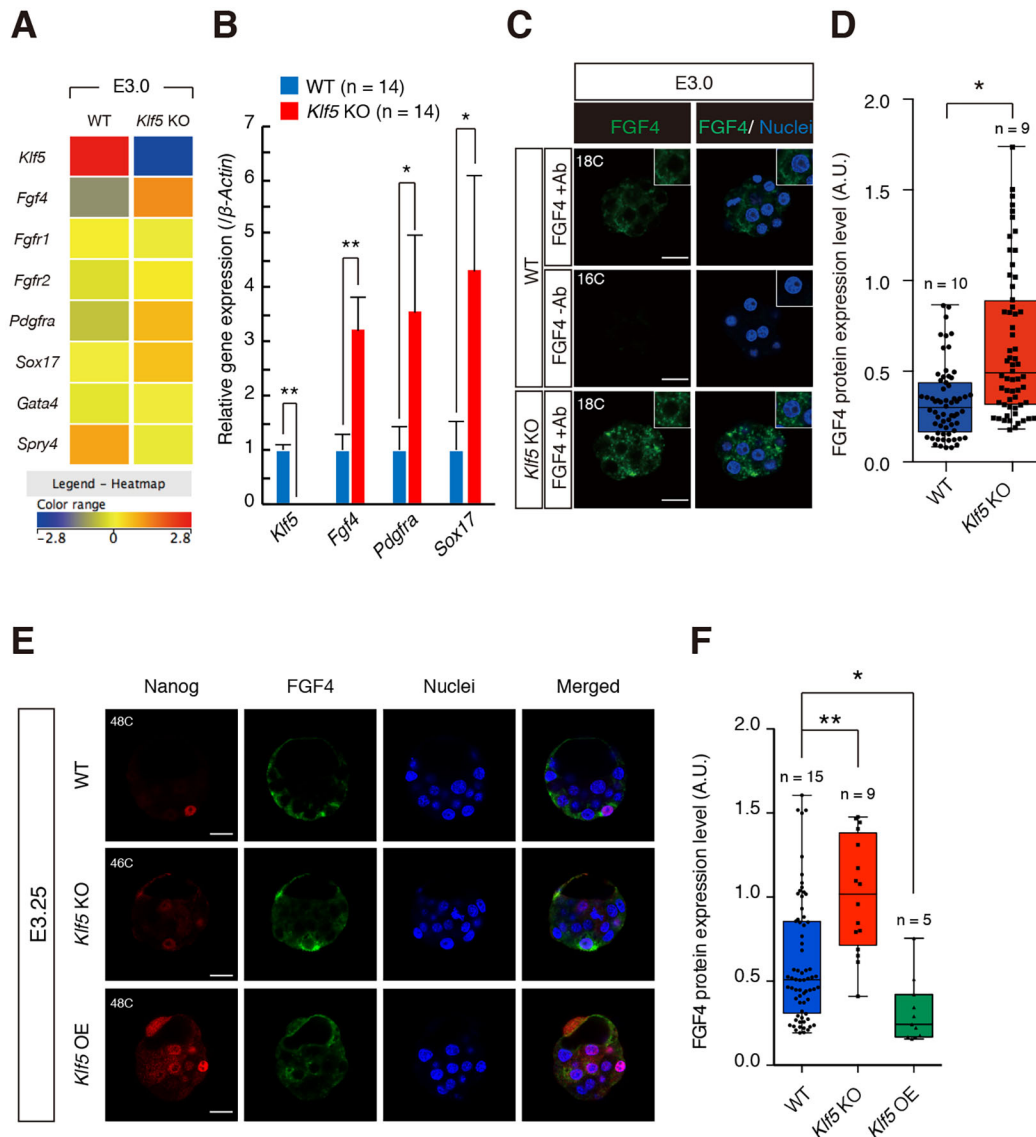 A
E3.0
WT Klf5 KO
Klf5
Fgf4
Fgfr1
Fgfr2
Pdgfra
Sox17
Gata4
Spry4
Legend - Heatmap
Color range
−2.8 0 2.8
B
WT (n = 14)
Klf5 KO (n = 14)
Relative gene expression (/β-Actin)
7
6
5
4
3
2
1
1
0
**
**
*
*
Klf5
Fgf4
Pdgfra
Sox17
C
E3.0
FGF4 FGF4/ Nuclei
WT
FGF4 +Ab
18C
FGF4 -Ab
16C
Klf5 KO
FGF4 +Ab
18C
D
FGF4 protein expression level (A.U.)
2.0
1.5
1.0
0.5
0.0
*
n = 10
n = 9
WT
Klf5 KO
E
Nanog FGF4 Nuclei Merged
E3.25
WT
48C
Klf5 KO
46C
Klf5 OE
48C
F
FGF4 protein expression level (A.U.)
2.0
1.5
1.0
0.5
0.0
*
**
n = 15
n = 9
n = 5
WT
Klf5 KO
Klf5 OE